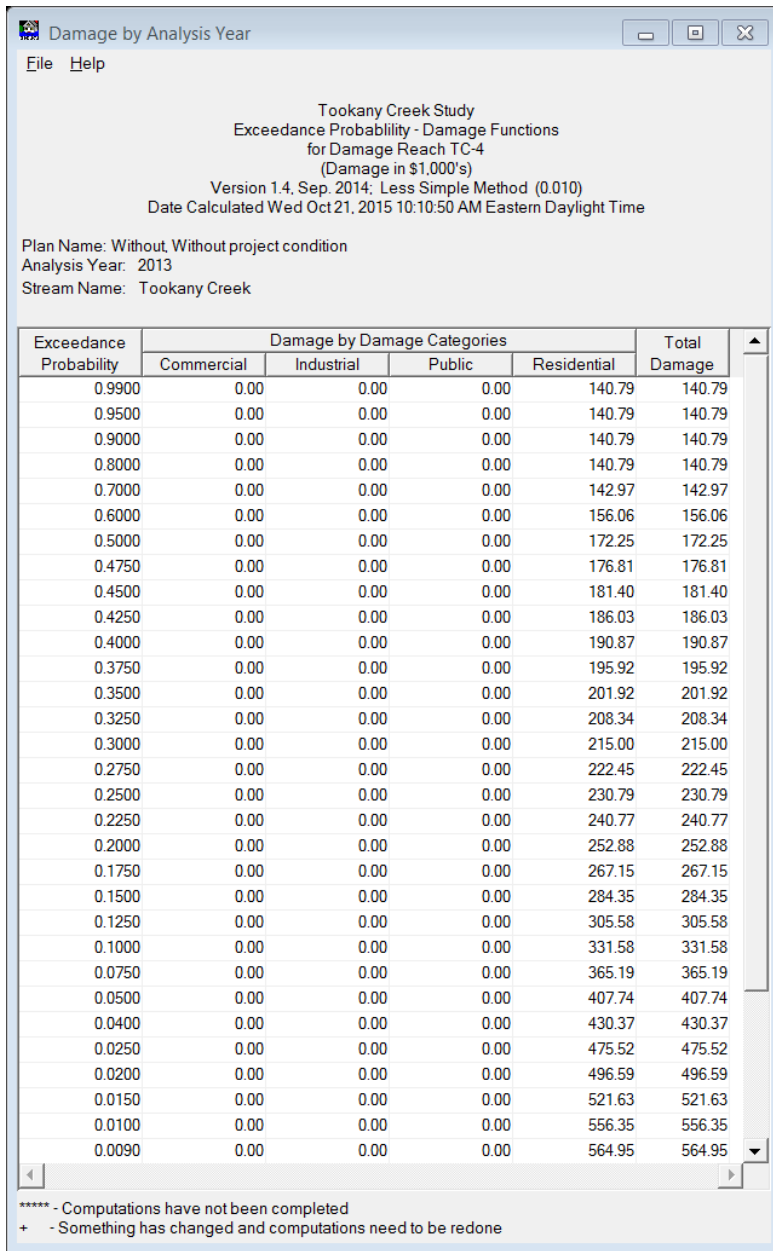 Damage by Analysis Year
File Help
Tookany Creek Study
Exceedance Probablility - Damage Functions
for Damage Reach TC-4
(Damage in $1,000's)
Version 1.4, Sep. 2014; Less Simple Method (0.010)
Date Calculated Wed Oct 21, 2015 10:10:50 AM Eastern Daylight Time
Plan Name: Without, Without project condition
Analysis Year: 2013
Stream Name: Tookany Creek
Exceedance Damage by Damage Categories Total
Probability Commercial Industrial Public Residential Damage
0.9900 0.00 0.00 0.00 140.79 140.79
0.9500 0.00 0.00 0.00 140.79 140.79
0.9000 0.00 0.00 0.00 140.79 140.79
0.8000 0.00 0.00 0.00 140.79 140.79
0.7000 0.00 0.00 0.00 142.97 142.97
0.6000 0.00 0.00 0.00 156.06 156.06
0.5000 0.00 0.00 0.00 172.25 172.25
0.4750 0.00 0.00 0.00 176.81 176.81
0.4500 0.00 0.00 0.00 181.40 181.40
0.4250 0.00 0.00 0.00 186.03 186.03
0.4000 0.00 0.00 0.00 190.87 190.87
0.3750 0.00 0.00 0.00 195.92 195.92
0.3500 0.00 0.00 0.00 201.92 201.92
0.3250 0.00 0.00 0.00 208.34 208.34
0.3000 0.00 0.00 0.00 215.00 215.00
0.2750 0.00 0.00 0.00 222.45 222.45
0.2500 0.00 0.00 0.00 230.79 230.79
0.2250 0.00 0.00 0.00 240.77 240.77
0.2000 0.00 0.00 0.00 252.88 252.88
0.1750 0.00 0.00 0.00 267.15 267.15
0.1500 0.00 0.00 0.00 284.35 284.35
0.1250 0.00 0.00 0.00 305.58 305.58
0.1000 0.00 0.00 0.00 331.58 331.58
0.0750 0.00 0.00 0.00 365.19 365.19
0.0500 0.00 0.00 0.00 407.74 407.74
0.0400 0.00 0.00 0.00 430.37 430.37
0.0250 0.00 0.00 0.00 475.52 475.52
0.0200 0.00 0.00 0.00 496.59 496.59
0.0150 0.00 0.00 0.00 521.63 521.63
0.0100 0.00 0.00 0.00 556.35 556.35
0.0090 0.00 0.00 0.00 564.95 564.95
***** - Computations have not been completed
+ - Something has changed and computations need to be redone